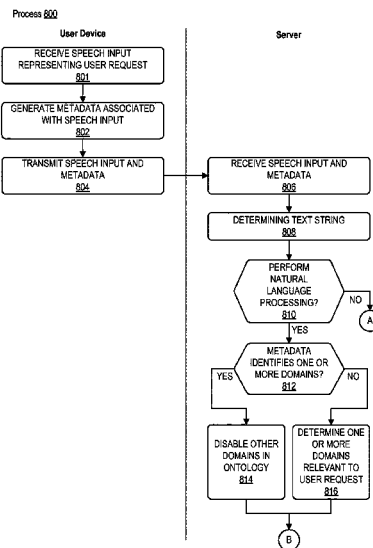 Process 800
User Device
Server
RECEIVE SPEECH INPUT
REPRESENTING USER REQUEST
801
GENERATE METADATA ASSOCIATED
WITH SPEECH INPUT
802
TRANSMIT SPEECH INPUT AND
METADATA
804
RECEIVE SPEECH INPUT AND
METADATA
806
DETERMINING TEXT STRING
808
PERFORM
NATURAL
LANGUAGE
PROCESSING?
810
NO
A
YES
METADATA
IDENTIFIES ONE OR
MORE DOMAINS?
812
YES
NO
DISABLE OTHER
DOMAINS IN
ONTOLOGY
814
DETERMINE ONE
OR MORE
DOMAINS
RELEVANT TO
USER REQUEST
816
B